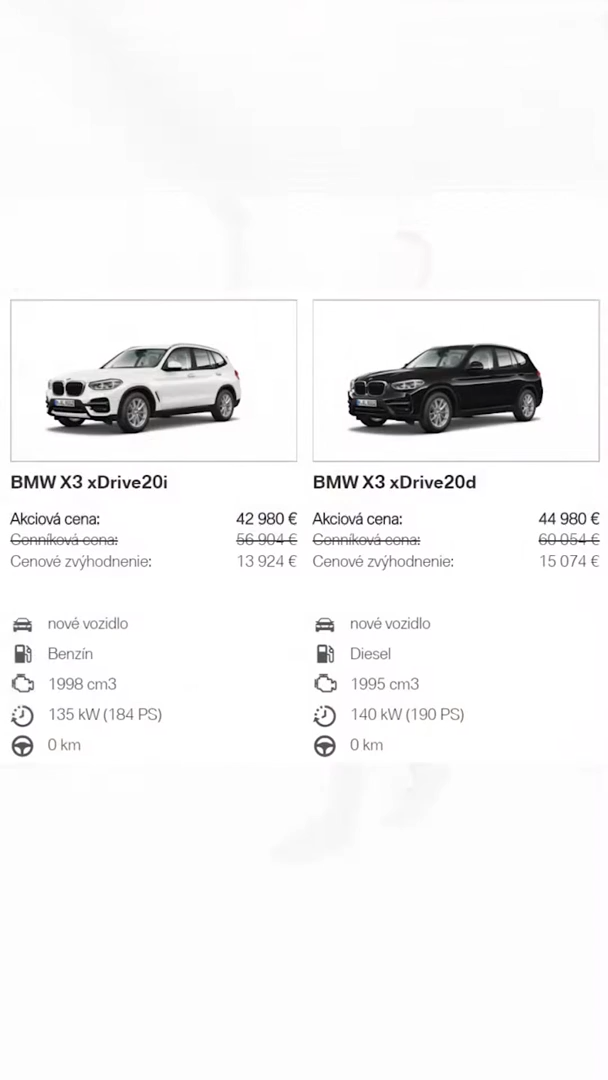 BMW X3 xDrive20i
Akciová cena: 42 980 €
Cenníková cena: 56 904 €
Cenové zvýhodnenie: 13 924 €
nové vozidlo
Benzín
1998 cm3
135 kW (184 PS)
0 km
BMW X3 xDrive20d
Akciová cena: 44 980 €
Cenníková cena: 60 054 €
Cenové zvýhodnenie: 15 074 €
nové vozidlo
Diesel
1995 cm3
140 kW (190 PS)
0 km